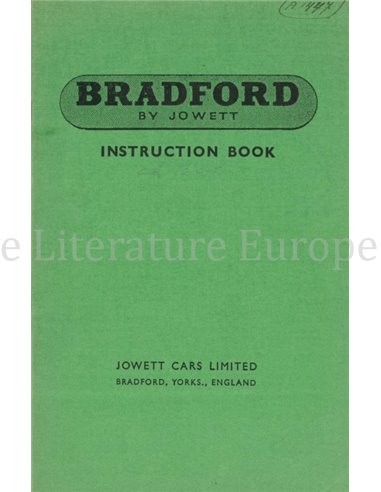 BRADFORD
BY JOWETT
INSTRUCTION BOOK
e Literature Europe
JOWETT CARS LIMITED
BRADFORD, YORKS., ENGLAND